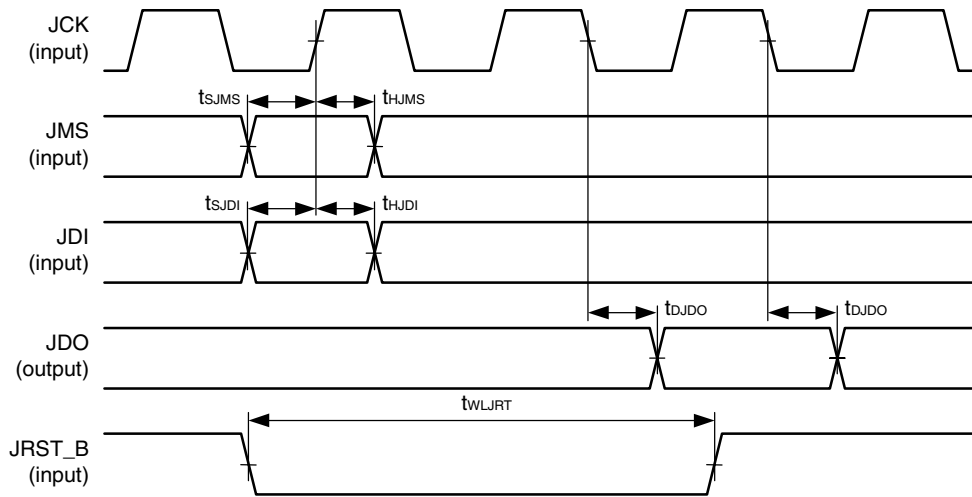 JCK
(input)
tSJMS
tHJMS
JMS
(input)
tSJDI
tHJDI
JDI
(input)
tDJDO
tDJDO
JDO
(output)
tWLJRT
JRST_B
(input)